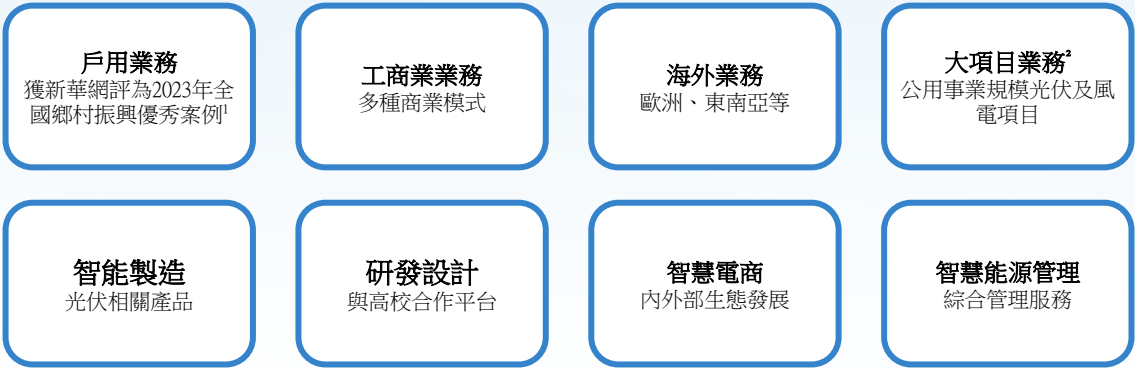 戶用業務
獲新華網評為2023年全
國鄉村振興優秀案例¹
工商業業務
多種商業模式
海外業務
歐洲、東南亞等
大項目業務²
公用事業規模光伏及風
電項目
智能製造
光伏相關產品
研發設計
與高校合作平台
智慧電商
內外部生態發展
智慧能源管理
綜合管理服務